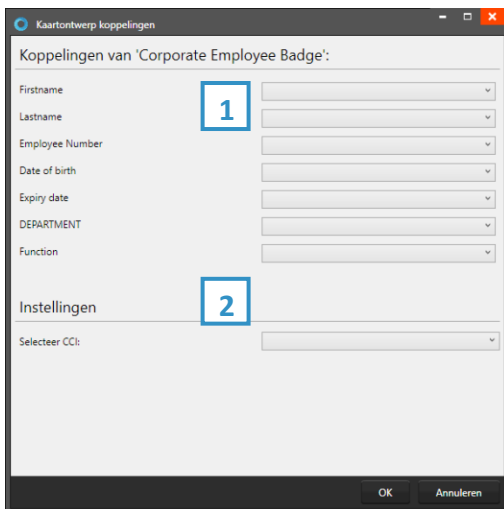 Kaartontwerp koppelingen
Koppelingen van 'Corporate Employee Badge':
Firstname
1
Lastname
Employee Number
Date of birth
Expiry date
DEPARTMENT
Function
Instellingen
2
Selecteer CCI:
OK Annuleren